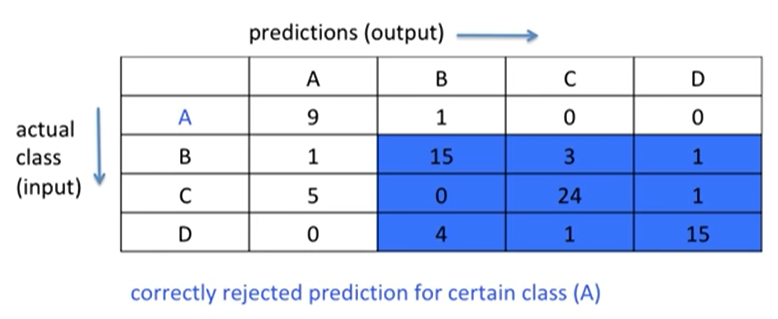 predictions (output)
A B C D
actual
class
(input)
A 9 1 0 0
B 1 15 3 1
C 5 0 24 1
D 0 4 1 15
correctly rejected prediction for certain class (A)